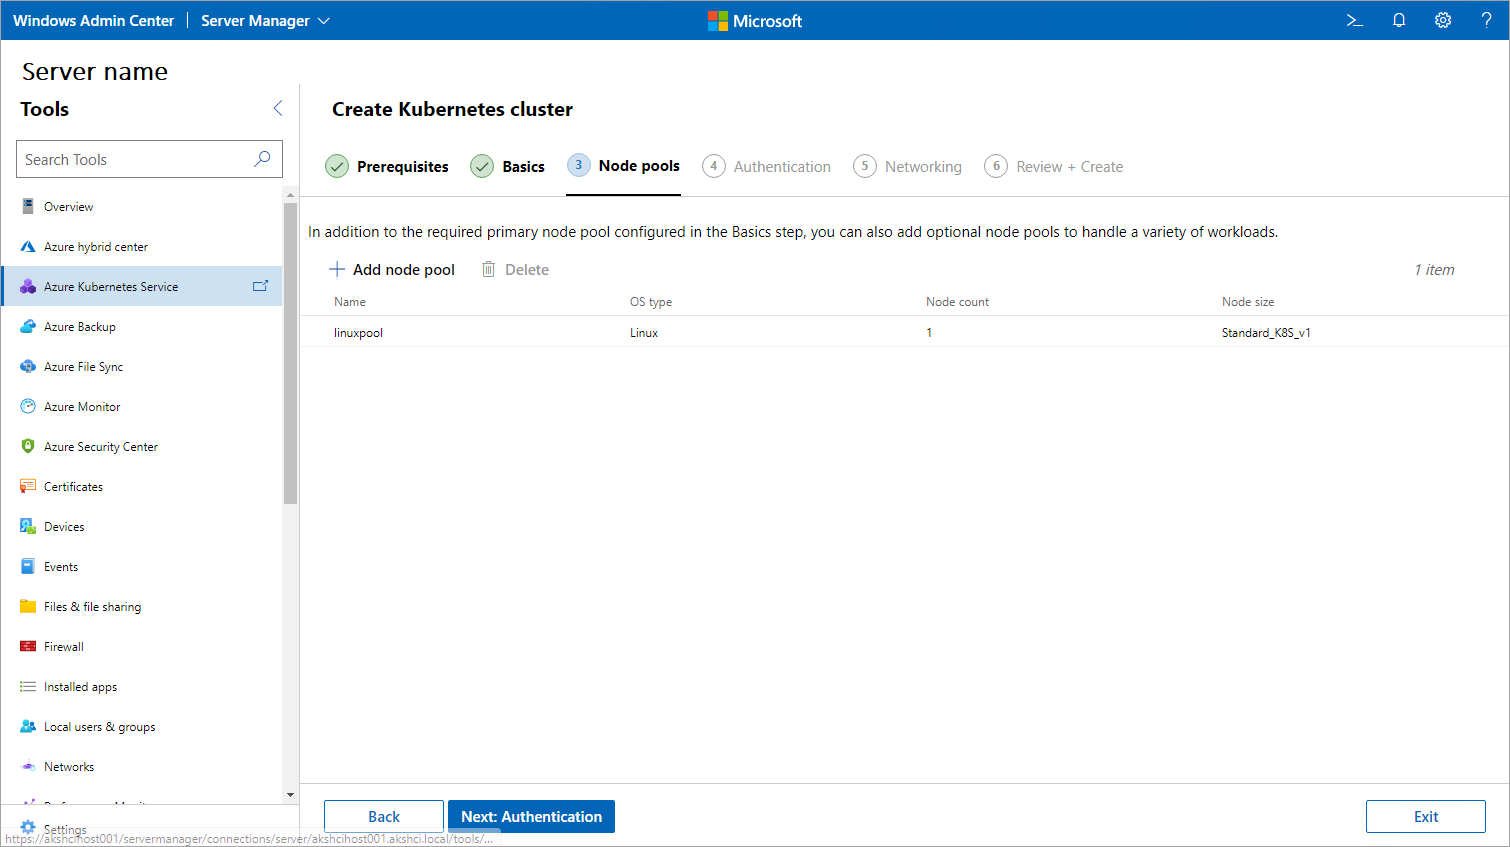 Windows Admin Center | Server Manager
Microsoft
Server name
Tools
Search Tools
Overview
Azure hybrid center
Azure Kubernetes Service
Azure Backup
Azure File Sync
Azure Monitor
Azure Security Center
Certificates
Devices
Events
Files & file sharing
Firewall
Installed apps
Local users & groups
Networks
Settings
https://akshcihost001/servermanager/connections/server/akshcihost001.akshci.local/tools/...
Create Kubernetes cluster
Prerequisites Basics 3 Node pools 4 Authentication 5 Networking 6 Review + Create
In addition to the required primary node pool configured in the Basics step, you can also add optional node pools to handle a variety of workloads.
Add node pool Delete 1 item
Name OS type Node count Node size
linuxpool Linux 1 Standard_K8S_v1
Back Next: Authentication Exit